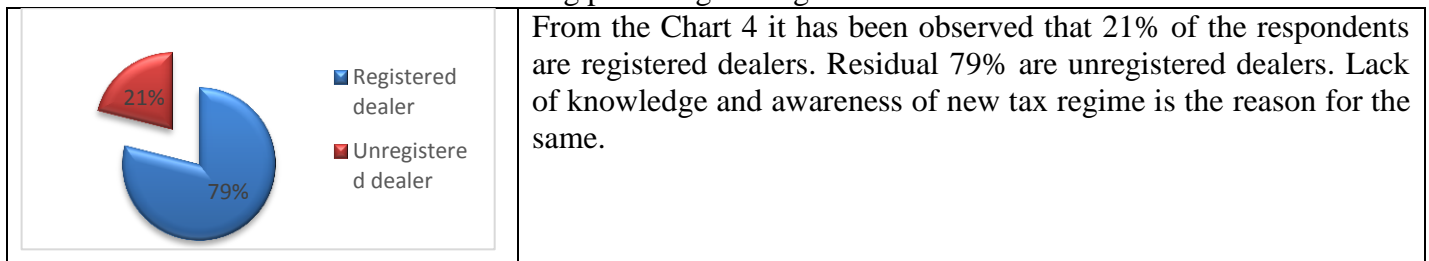 From the Chart 4 it has been observed that 21% of the respondents
are registered dealers. Residual 79% are unregistered dealers. Lack
of knowledge and awareness of new tax regime is the reason for the
same.
21%
79%
Registered
dealer
Unregistere
d dealer